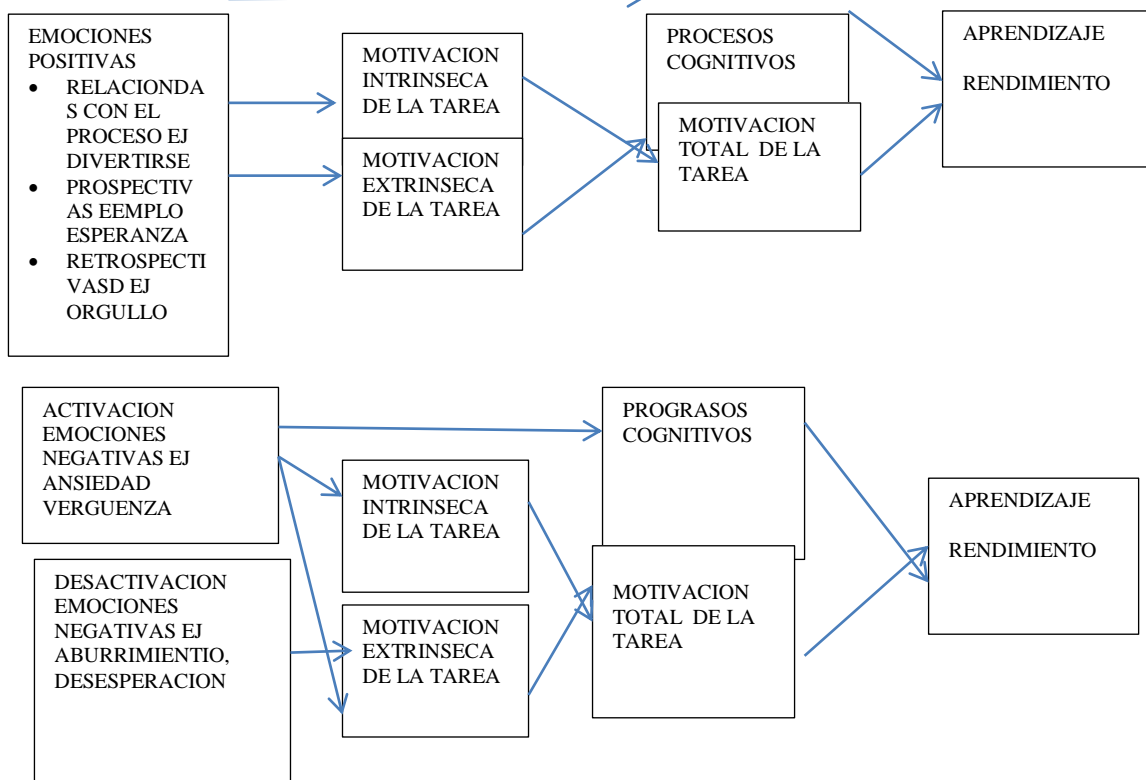 EMOCIONES
POSITIVAS
• RELACIONDA
S CON EL
PROCESO EJ
DIVERTIRSE
• PROSPECTIV
AS EEMPLO
ESPERANZA
• RETROSPECTI
VASD EJ
ORGULLO
MOTIVACION
INTRINSECA
DE LA TAREA
MOTIVACION
EXTRINSECA
DE LA TAREA
PROCESOS
COGNITIVOS
MOTIVACION
TOTAL DE LA
TAREA
APRENDIZAJE
RENDIMIENTO
ACTIVACION
EMOCIONES
NEGATIVAS EJ
ANSIEDAD
VERGUENZA
DESACTIVACION
EMOCIONES
NEGATIVAS EJ
ABURRIMIENTIO,
DESESPERACION
MOTIVACION
INTRINSECA
DE LA TAREA
MOTIVACION
EXTRINSECA
DE LA TAREA
PROGRASOS
COGNITIVOS
MOTIVACION
TOTAL DE LA
TAREA
APRENDIZAJE
RENDIMIENTO